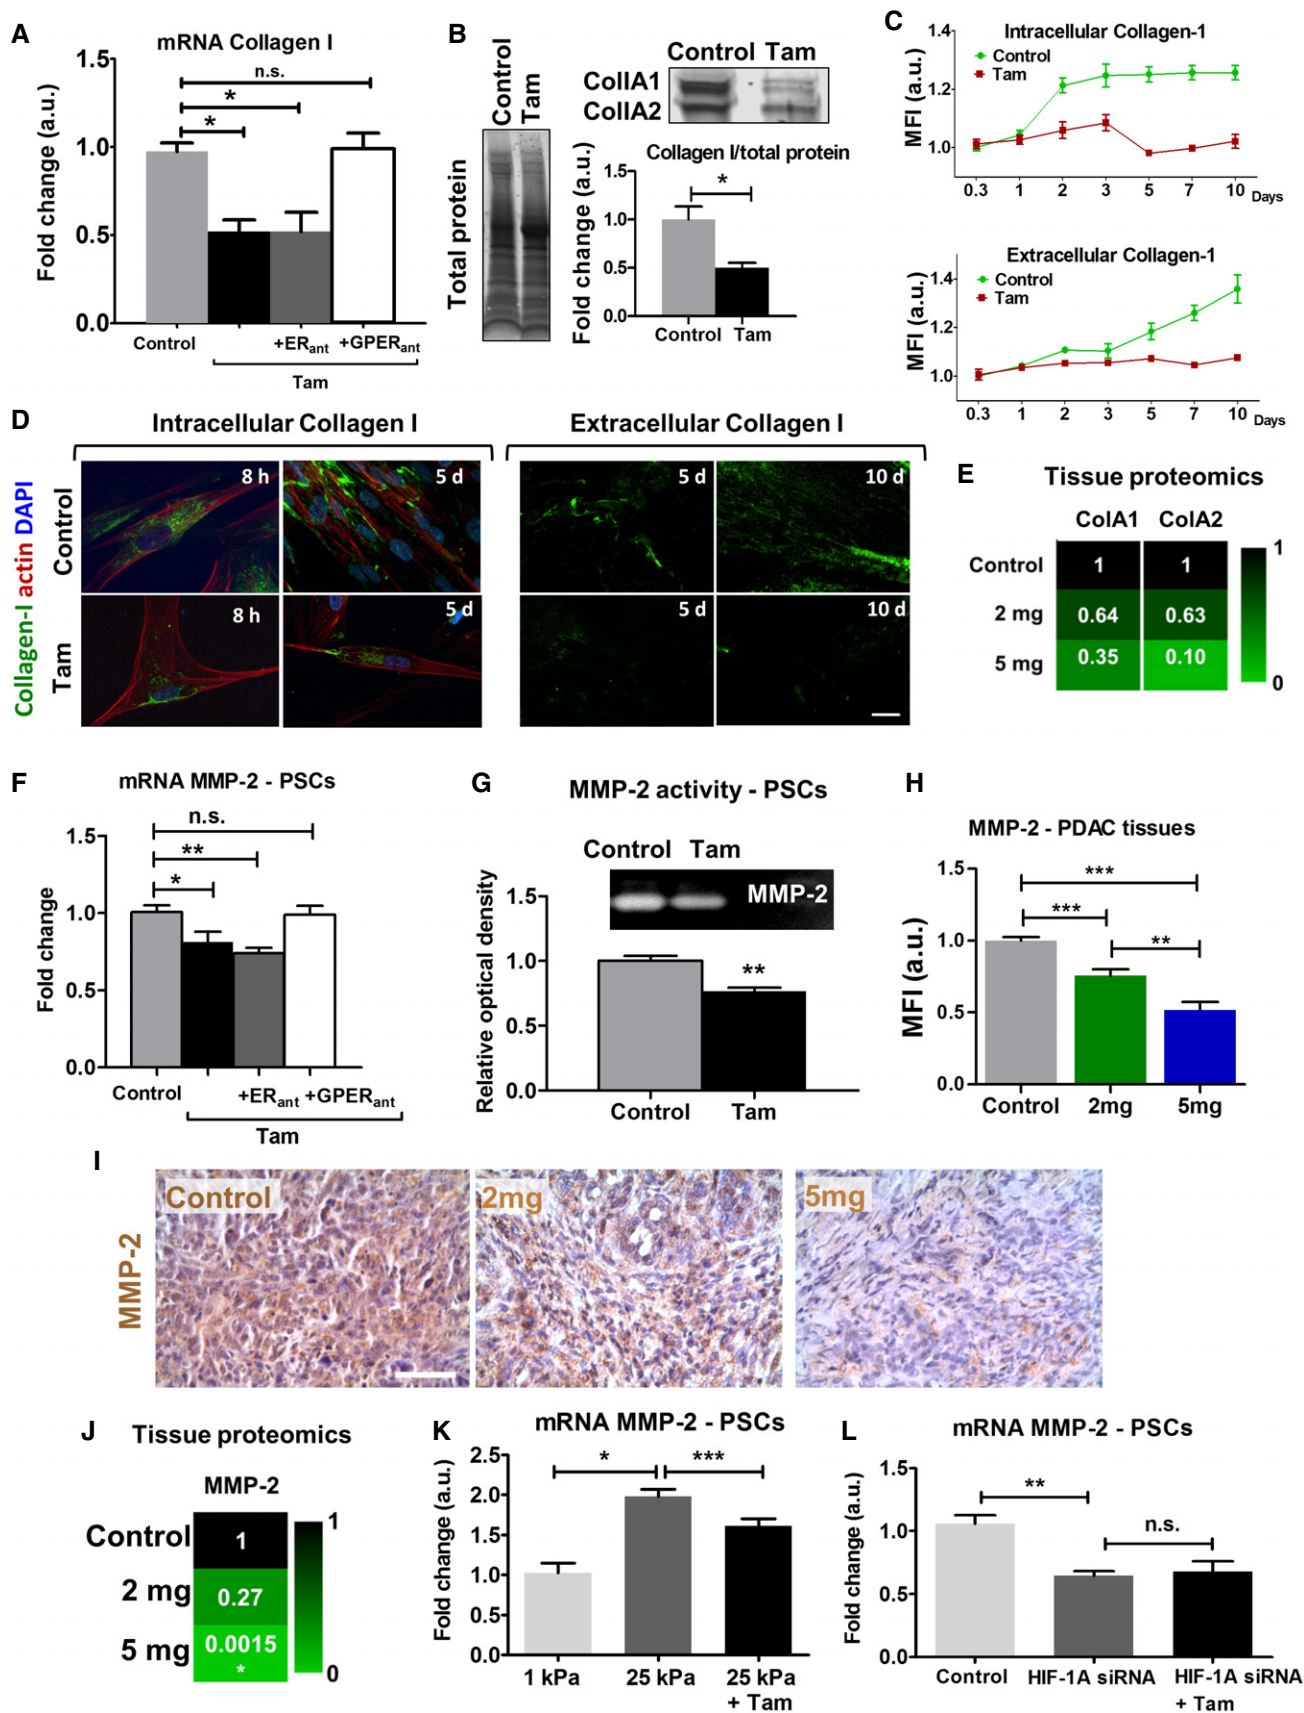 A
mRNA Collagen I
Fold change (a.u.)
1.5
1.0
0.5
0.0
n.s.
*
*
Control
+ERant
+GPERant
Tam
B
Control
Tam
Total protein
Control Tam
ColIA1
ColIA2
Collagen I/total protein
Fold change (a.u.)
1.5
1.0
0.5
0.0
*
Control
Tam
C
Intracellular Collagen-1
MFI (a.u.)
1.4
1.2
1.0
Control
Tam
0.3 1 2 3 5 7 10 Days
Extracellular Collagen-1
MFI (a.u.)
1.4
1.2
1.0
Control
Tam
0.3 1 2 3 5 7 10 Days
D
Intracellular Collagen I
Extracellular Collagen I
Collagen-I actin DAPI
Control
8 h
5 d
5 d
10 d
Tam
8 h
5 d
5 d
10 d
E
Tissue proteomics
ColA1 ColA2
Control 1 1
2 mg 0.64 0.63
5 mg 0.35 0.10
1
0
F
mRNA MMP-2 - PSCs
Fold change
1.5
1.0
0.5
0.0
n.s.
**
*
Control
+ERant +GPERant
Tam
G
MMP-2 activity - PSCs
Control Tam
MMP-2
Relative optical density
1.5
1.0
0.5
0.0
**
Control
Tam
H
MMP-2 - PDAC tissues
MFI (a.u.)
1.5
1.0
0.5
0.0
***
***
**
Control
2mg
5mg
I
MMP-2
Control
2mg
5mg
J
Tissue proteomics
MMP-2
Control 1
2 mg 0.27
5 mg 0.0015
*
1
0
K
mRNA MMP-2 - PSCs
Fold change (a.u.)
2.5
2.0
1.5
1.0
0.5
0.0
*
***
1 kPa
25 kPa
25 kPa
+ Tam
L
mRNA MMP-2 - PSCs
Fold change (a.u.)
1.5
1.0
0.5
0.0
**
n.s.
Control
HIF-1A siRNA
HIF-1A siRNA
+ Tam